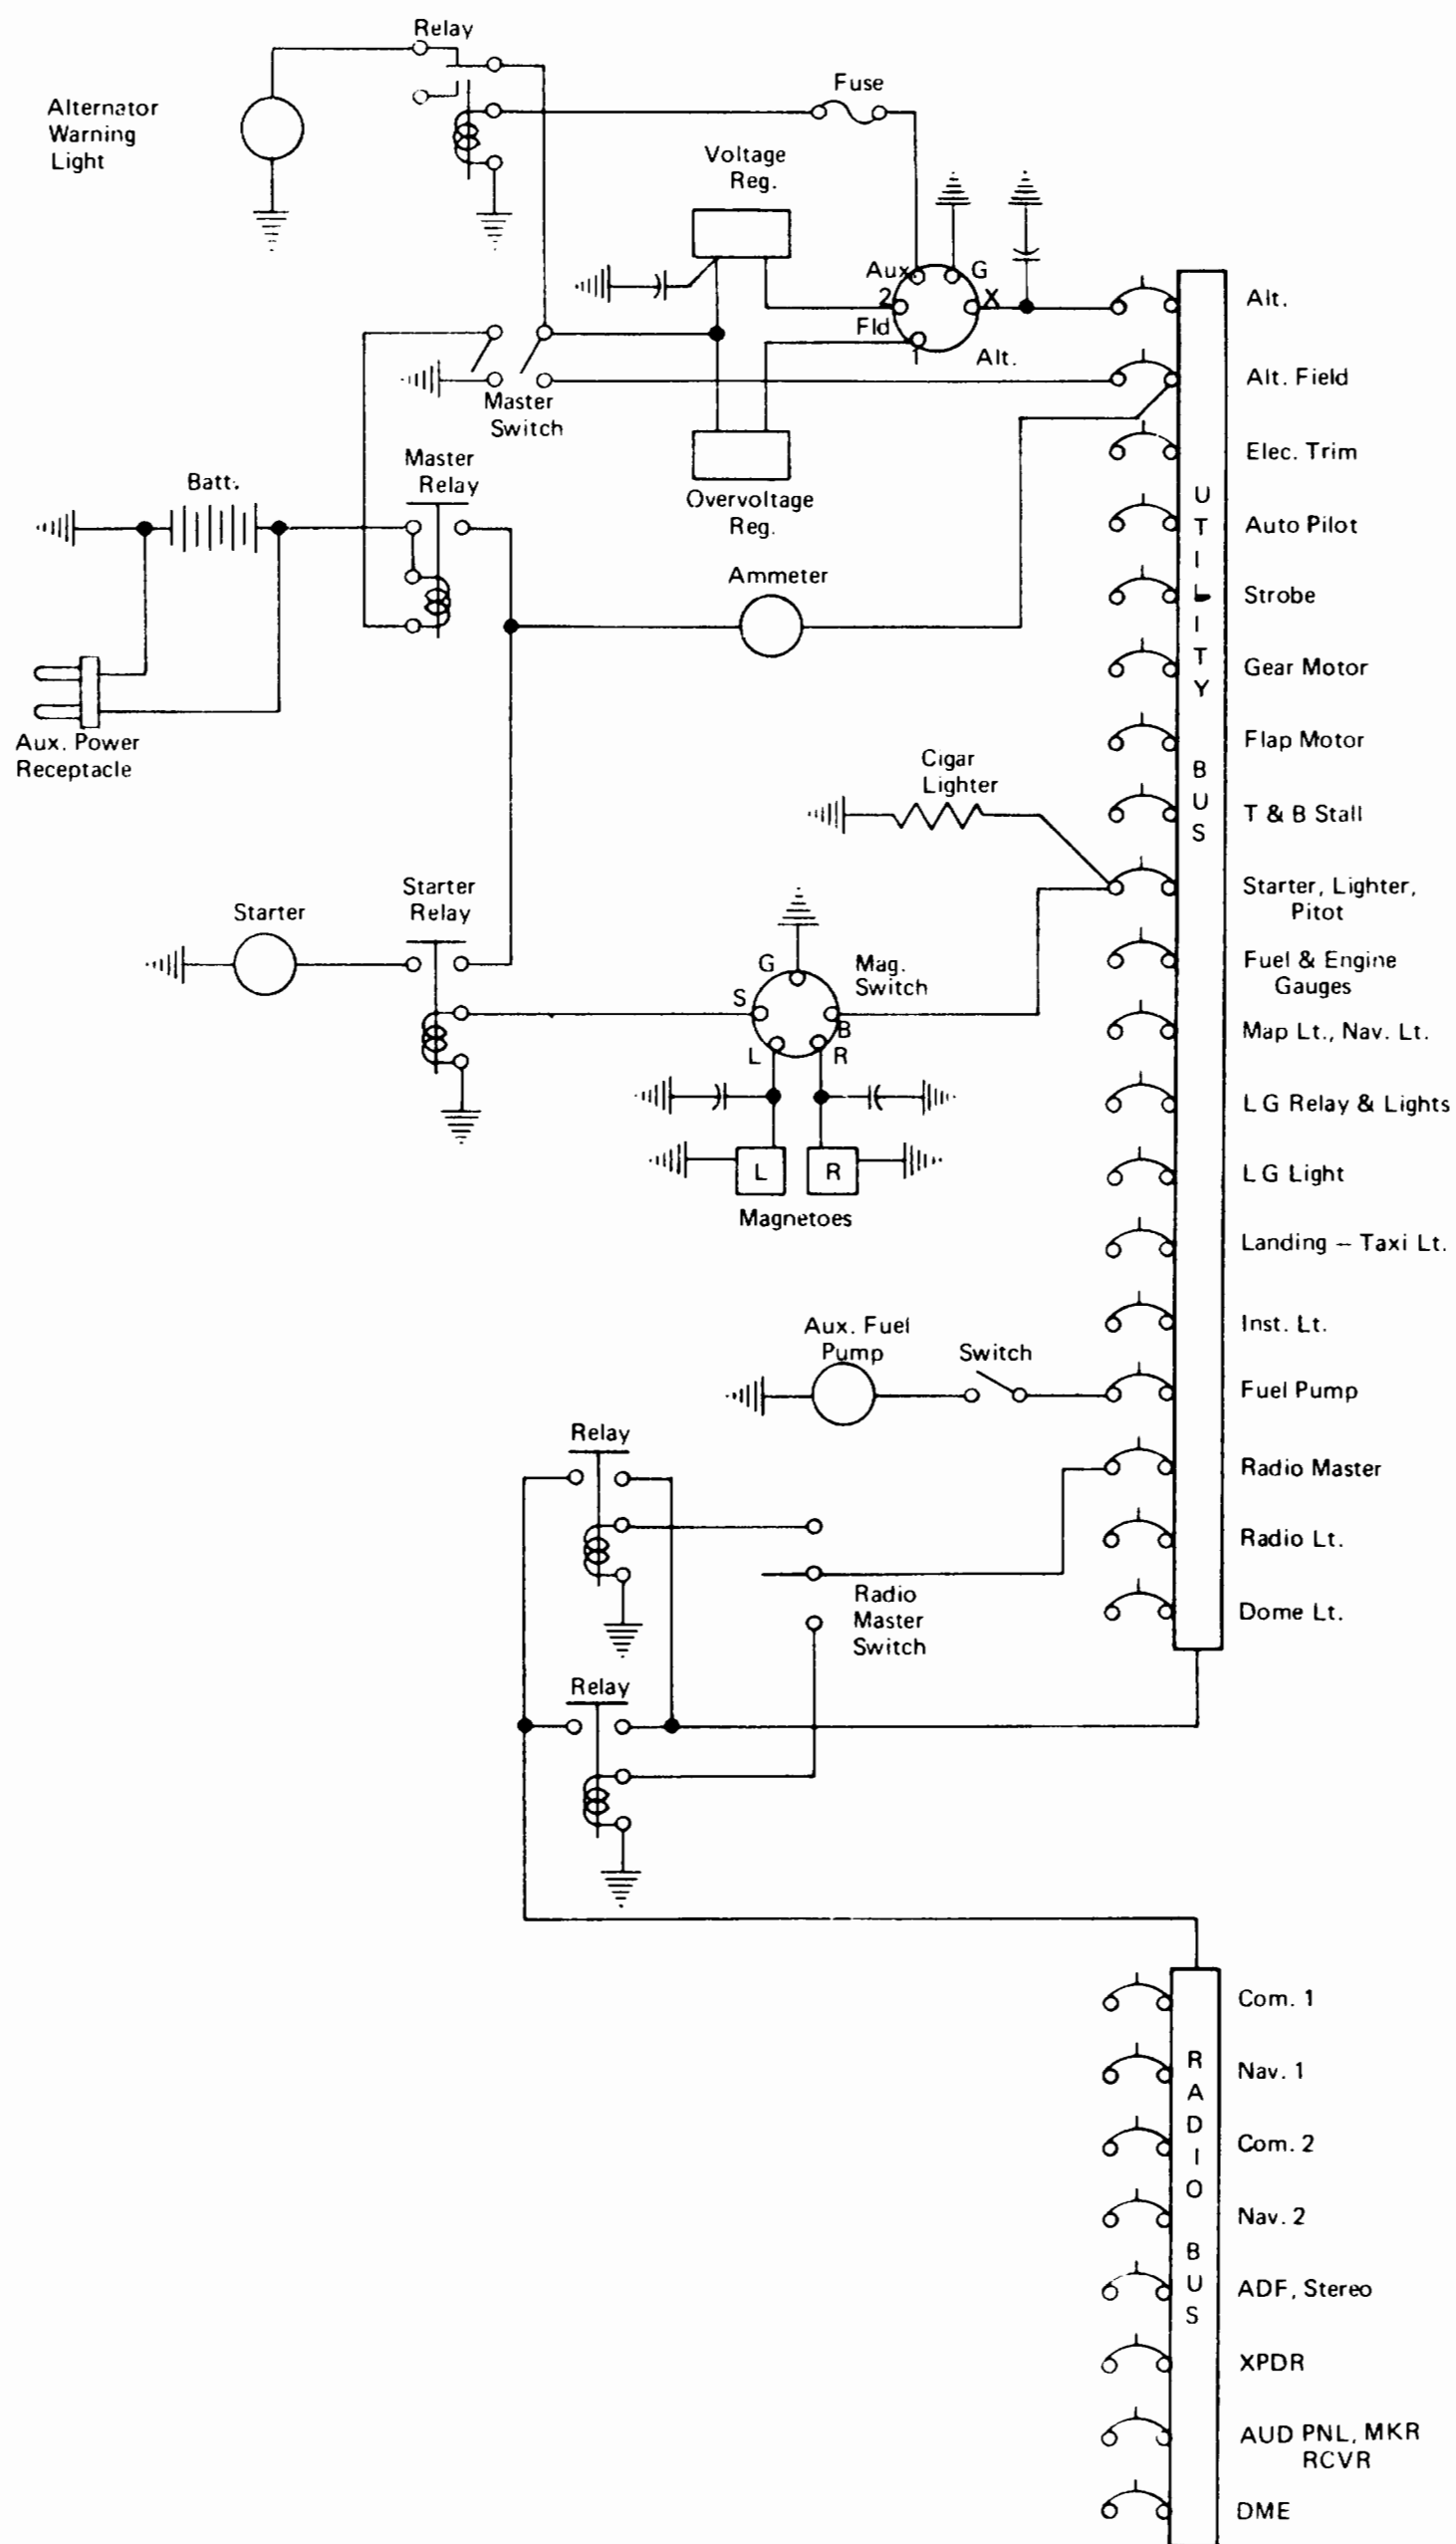 Relay
Alternator
Warning
Light
Fuse
Voltage
Reg.
Aux.
G
2
X
Fld
1
Alt.
Alt.
Master
Switch
Alt. Field
Overvoltage
Reg.
Elec. Trim
Master
Relay
Batt.
Auto Pilot
Ammeter
Strobe
Gear Motor
Aux. Power
Receptacle
Flap Motor
UTILITY BUS
Cigar
Lighter
T & B Stall
Starter, Lighter,
Pitot
Starter
Starter
Relay
G
Mag.
Switch
S
B
L
R
Fuel & Engine
Gauges
Map Lt., Nav. Lt.
L G Relay & Lights
L
R
Magnetoes
L G Light
Landing – Taxi Lt.
Inst. Lt.
Aux. Fuel
Pump
Switch
Fuel Pump
Relay
Radio Master
Radio Lt.
Radio
Master
Switch
Dome Lt.
Relay
RADIO BUS
Com. 1
Nav. 1
Com. 2
Nav. 2
ADF, Stereo
XPDR
AUD PNL, MKR
RCVR
DME